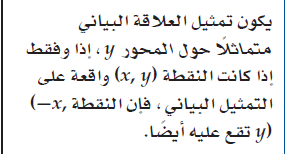 يكون تمثيل العلاقة البياني
متماثلًا حول المحور y، إذا وفقط
إذا كانت النقطة (x, y) واقعة على
التمثيل البياني، فإن النقطة (−x,
y) تقع عليه أيضًا.